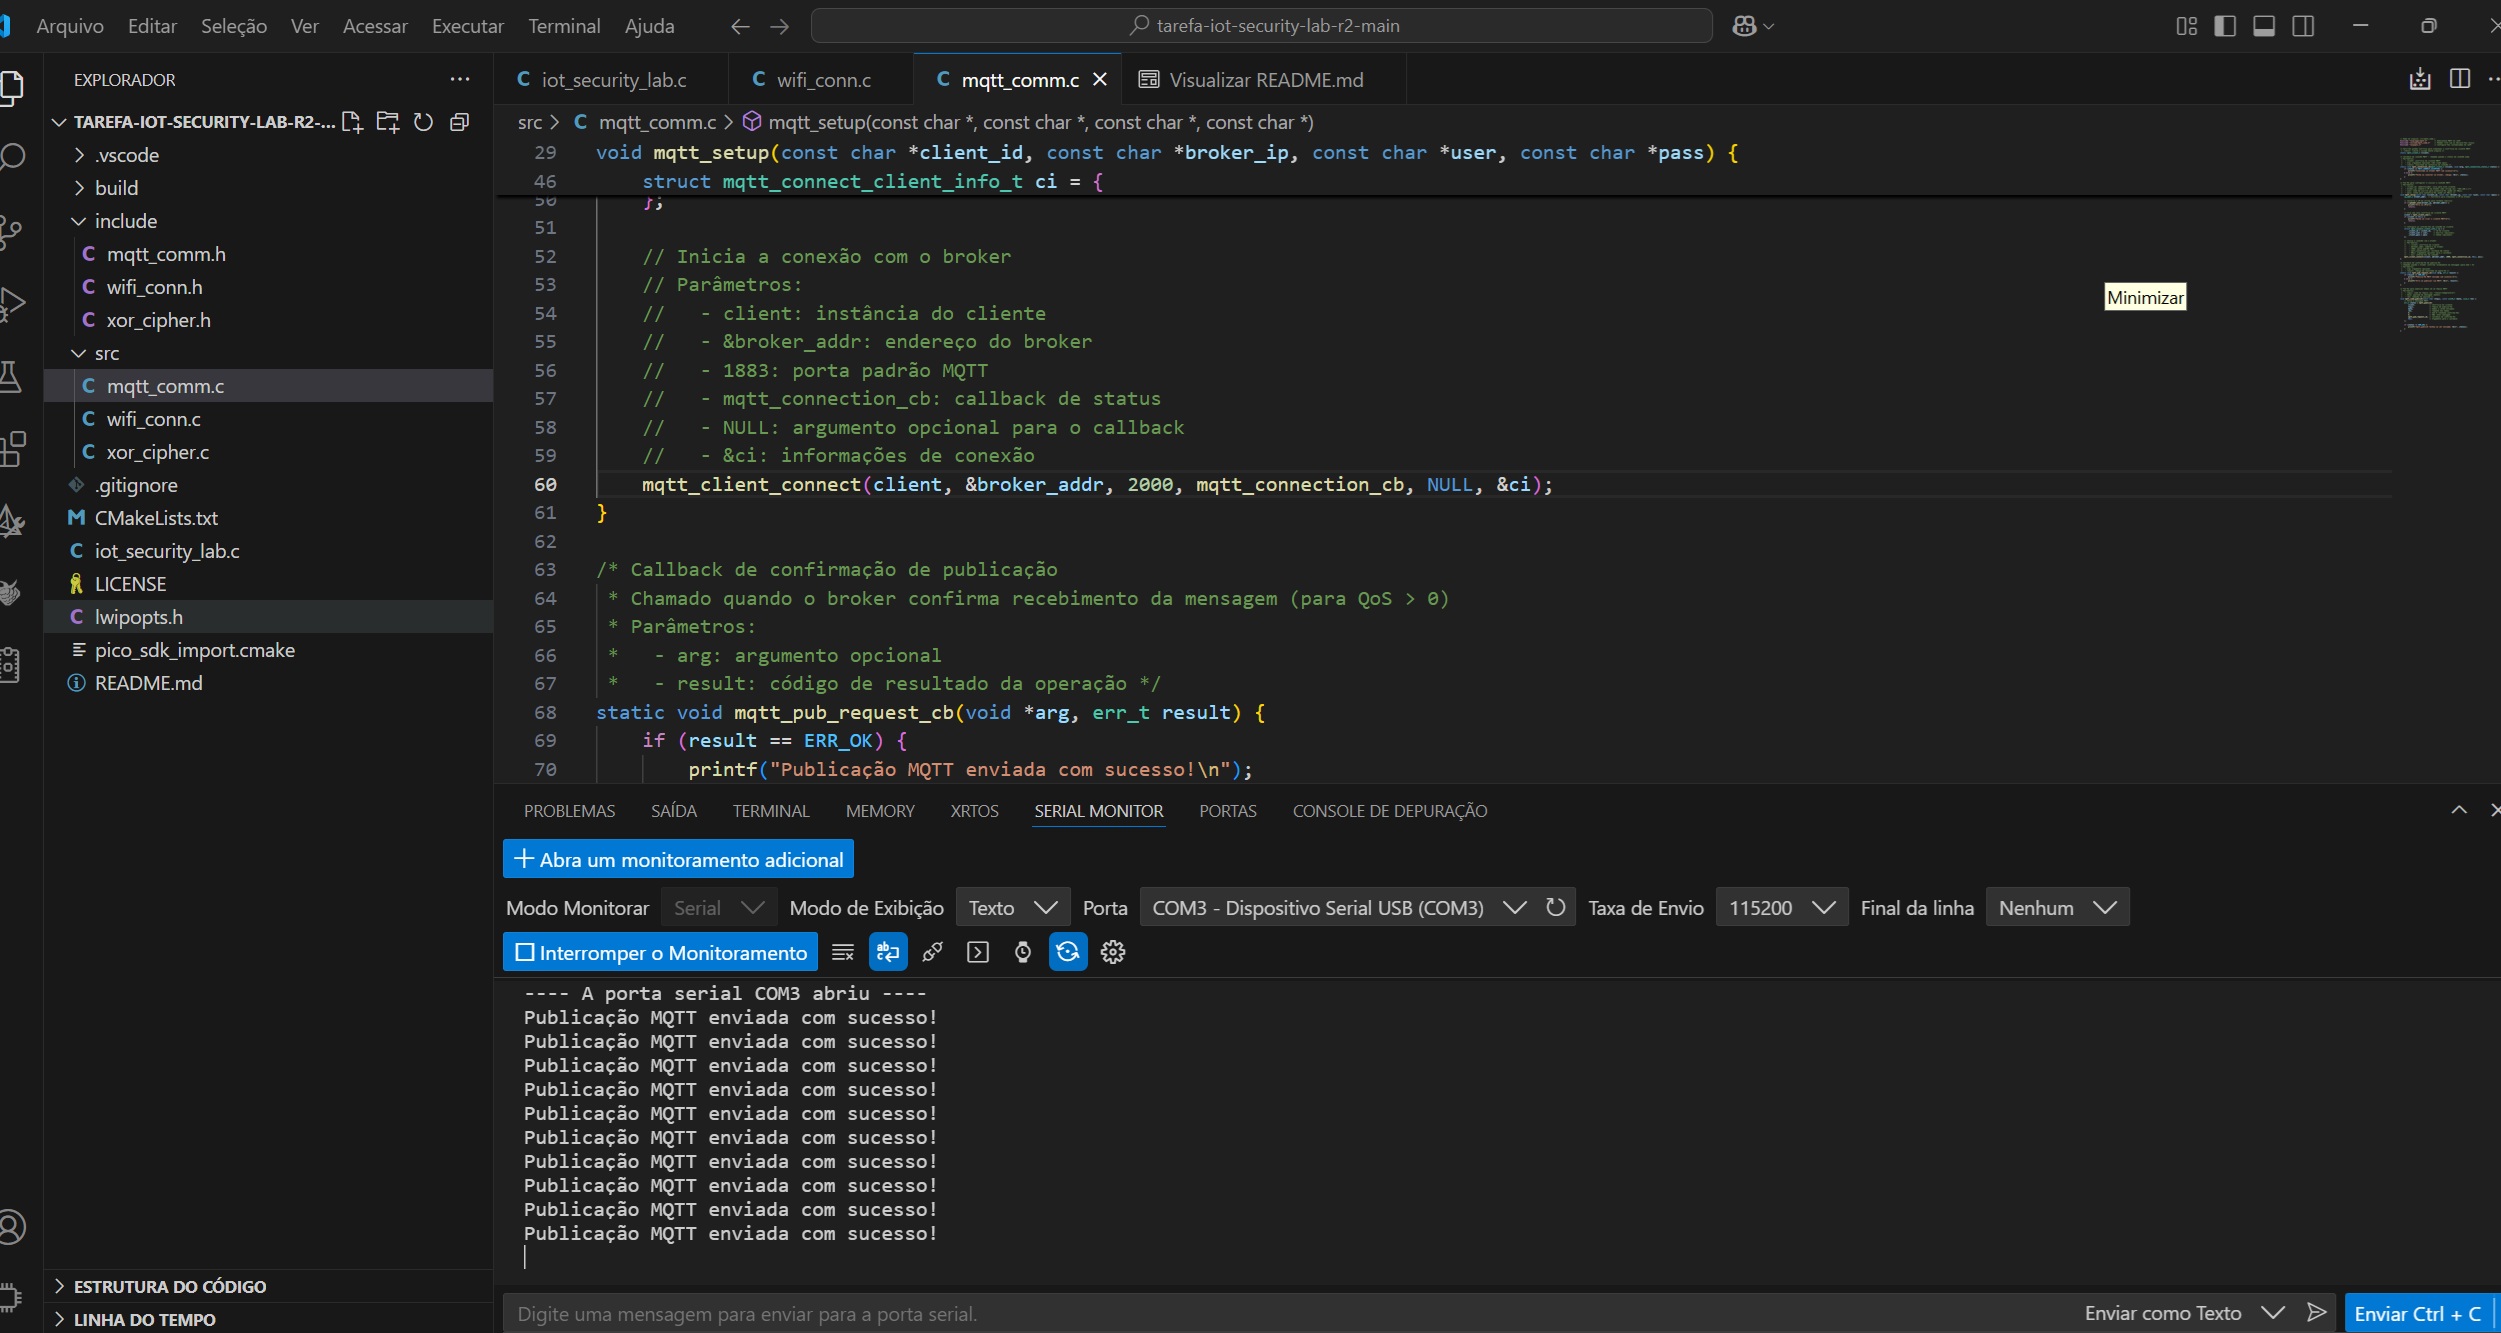 Arquivo Editar Seleção Ver Acessar Executar Terminal Ajuda
tarefa-iot-security-lab-r2-main
EXPLORADOR
TAREFA-IOT-SECURITY-LAB-R2-...
.vscode
build
include
C mqtt_comm.h
C wifi_conn.h
C xor_cipher.h
src
C mqtt_comm.c
C wifi_conn.c
C xor_cipher.c
.gitignore
M CMakeLists.txt
C iot_security_lab.c
LICENSE
C lwipopts.h
pico_sdk_import.cmake
README.md
ESTRUTURA DO CÓDIGO
LINHA DO TEMPO
C iot_security_lab.c C wifi_conn.c C mqtt_comm.c Visualizar README.md
src > C mqtt_comm.c > mqtt_setup(const char *, const char *, const char *, const char *)
29 void mqtt_setup(const char *client_id, const char *broker_ip, const char *user, const char *pass) {
46 struct mqtt_connect_client_info_t ci = {
50 };
51
52 // Inicia a conexão com o broker
53 // Parâmetros:
54 // - client: instância do cliente
55 // - &broker_addr: endereço do broker
56 // - 1883: porta padrão MQTT
57 // - mqtt_connection_cb: callback de status
58 // - NULL: argumento opcional para o callback
59 // - &ci: informações de conexão
60 mqtt_client_connect(client, &broker_addr, 2000, mqtt_connection_cb, NULL, &ci);
61 }
62
63 /* Callback de confirmação de publicação
64 * Chamado quando o broker confirma recebimento da mensagem (para QoS > 0)
65 * Parâmetros:
66 * - arg: argumento opcional
67 * - result: código de resultado da operação */
68 static void mqtt_pub_request_cb(void *arg, err_t result) {
69 if (result == ERR_OK) {
70 printf("Publicação MQTT enviada com sucesso!\n");
Minimizar
PROBLEMAS SAÍDA TERMINAL MEMORY XRTOS SERIAL MONITOR PORTAS CONSOLE DE DEPURAÇÃO
Abra um monitoramento adicional
Modo Monitorar Serial Modo de Exibição Texto Porta COM3 - Dispositivo Serial USB (COM3) Taxa de Envio 115200 Final da linha Nenhum
Interromper o Monitoramento
---- A porta serial COM3 abriu ----
Publicação MQTT enviada com sucesso!
Publicação MQTT enviada com sucesso!
Publicação MQTT enviada com sucesso!
Publicação MQTT enviada com sucesso!
Publicação MQTT enviada com sucesso!
Publicação MQTT enviada com sucesso!
Publicação MQTT enviada com sucesso!
Publicação MQTT enviada com sucesso!
Publicação MQTT enviada com sucesso!
Publicação MQTT enviada com sucesso!
Digite uma mensagem para enviar para a porta serial.
Enviar como Texto
Enviar Ctrl + C